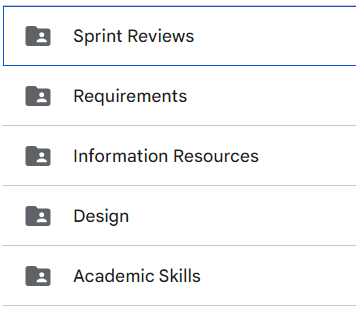 Sprint Reviews
Requirements
Information Resources
Design
Academic Skills